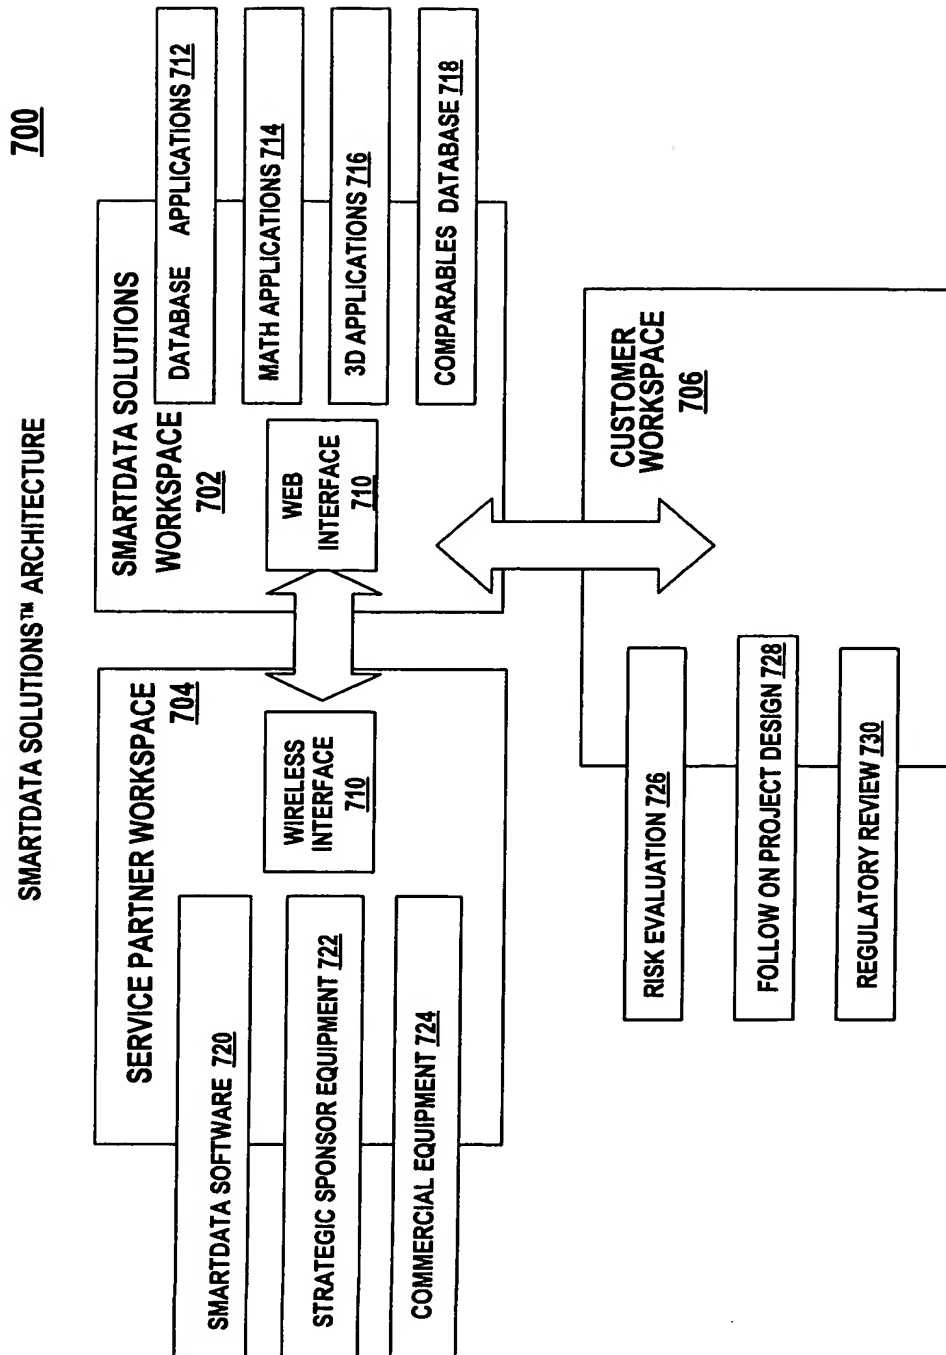 SMARTDATA SOLUTIONS™ ARCHITECTURE
700
SERVICE PARTNER WORKSPACE
704
SMARTDATA SOFTWARE 720
STRATEGIC SPONSOR EQUIPMENT 722
COMMERCIAL EQUIPMENT 724
WIRELESS
INTERFACE
710
SMARTDATA SOLUTIONS
WORKSPACE
702
WEB
INTERFACE
710
DATABASE APPLICATIONS 712
MATH APPLICATIONS 714
3D APPLICATIONS 716
COMPARABLES DATABASE 718
CUSTOMER
WORKSPACE
706
RISK EVALUATION 726
FOLLOW ON PROJECT DESIGN 728
REGULATORY REVIEW 730